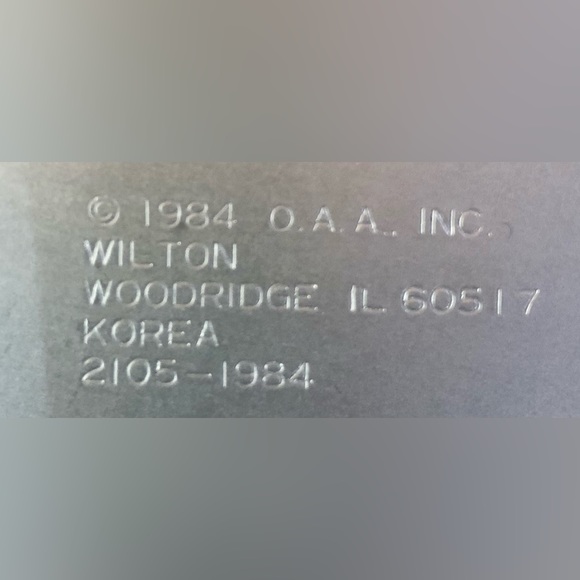 © 1984 O.A.A., INC.
WILTON
WOODRIDGE IL 60517
KOREA
2105-1984